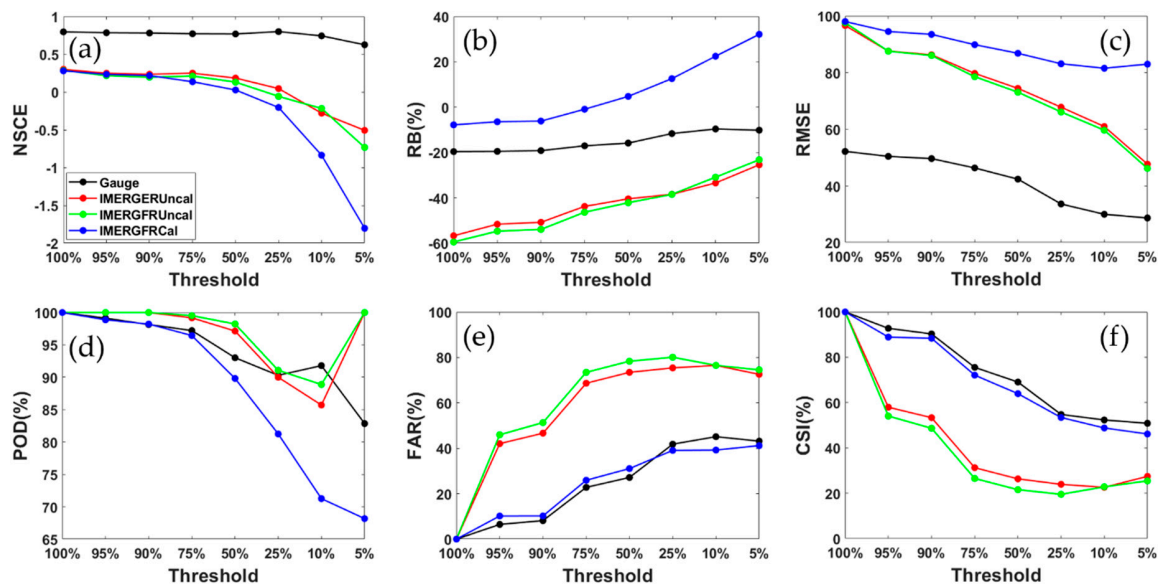 (a)
NSCE
1
0.5
0
-0.5
-1
-1.5
-2
Gauge
IMERGERUncal
IMERGFRUncal
IMERGFRCal
100% 95% 90% 75% 50% 25% 10% 5%
Threshold
(b)
RB(%)
40
20
0
-20
-40
-60
100% 95% 90% 75% 50% 25% 10% 5%
Threshold
(c)
RMSE
100
80
60
40
20
100% 95% 90% 75% 50% 25% 10% 5%
Threshold
(d)
POD(%)
100
95
90
85
80
75
70
65
100% 95% 90% 75% 50% 25% 10% 5%
Threshold
(e)
FAR(%)
100
80
60
40
20
0
100% 95% 90% 75% 50% 25% 10% 5%
Threshold
(f)
CSI(%)
100
80
60
40
20
0
100% 95% 90% 75% 50% 25% 10% 5%
Threshold